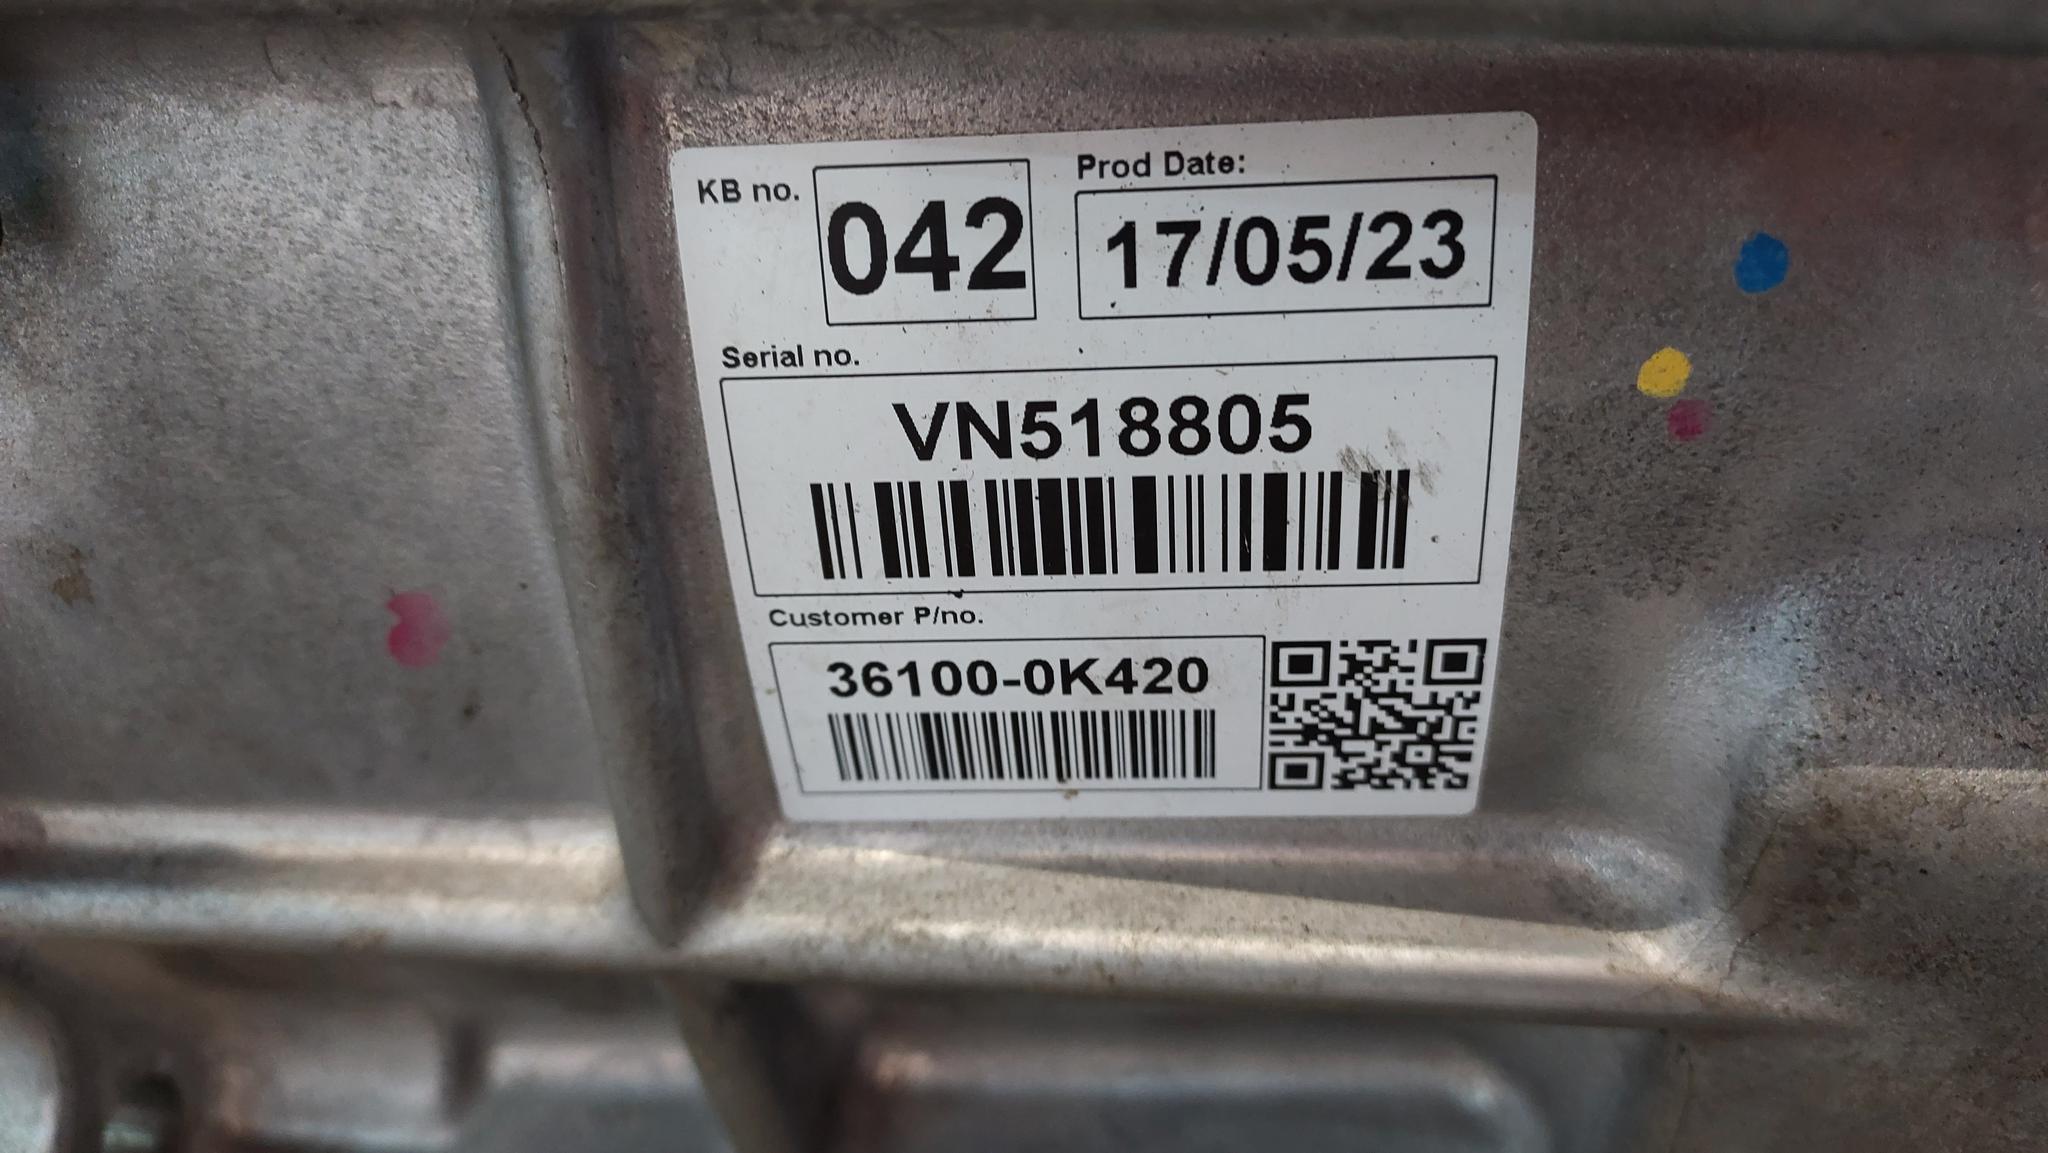 KB no.
042
Prod Date:
17/05/23
Serial no.
VN518805
Customer P/no.
36100-0K420